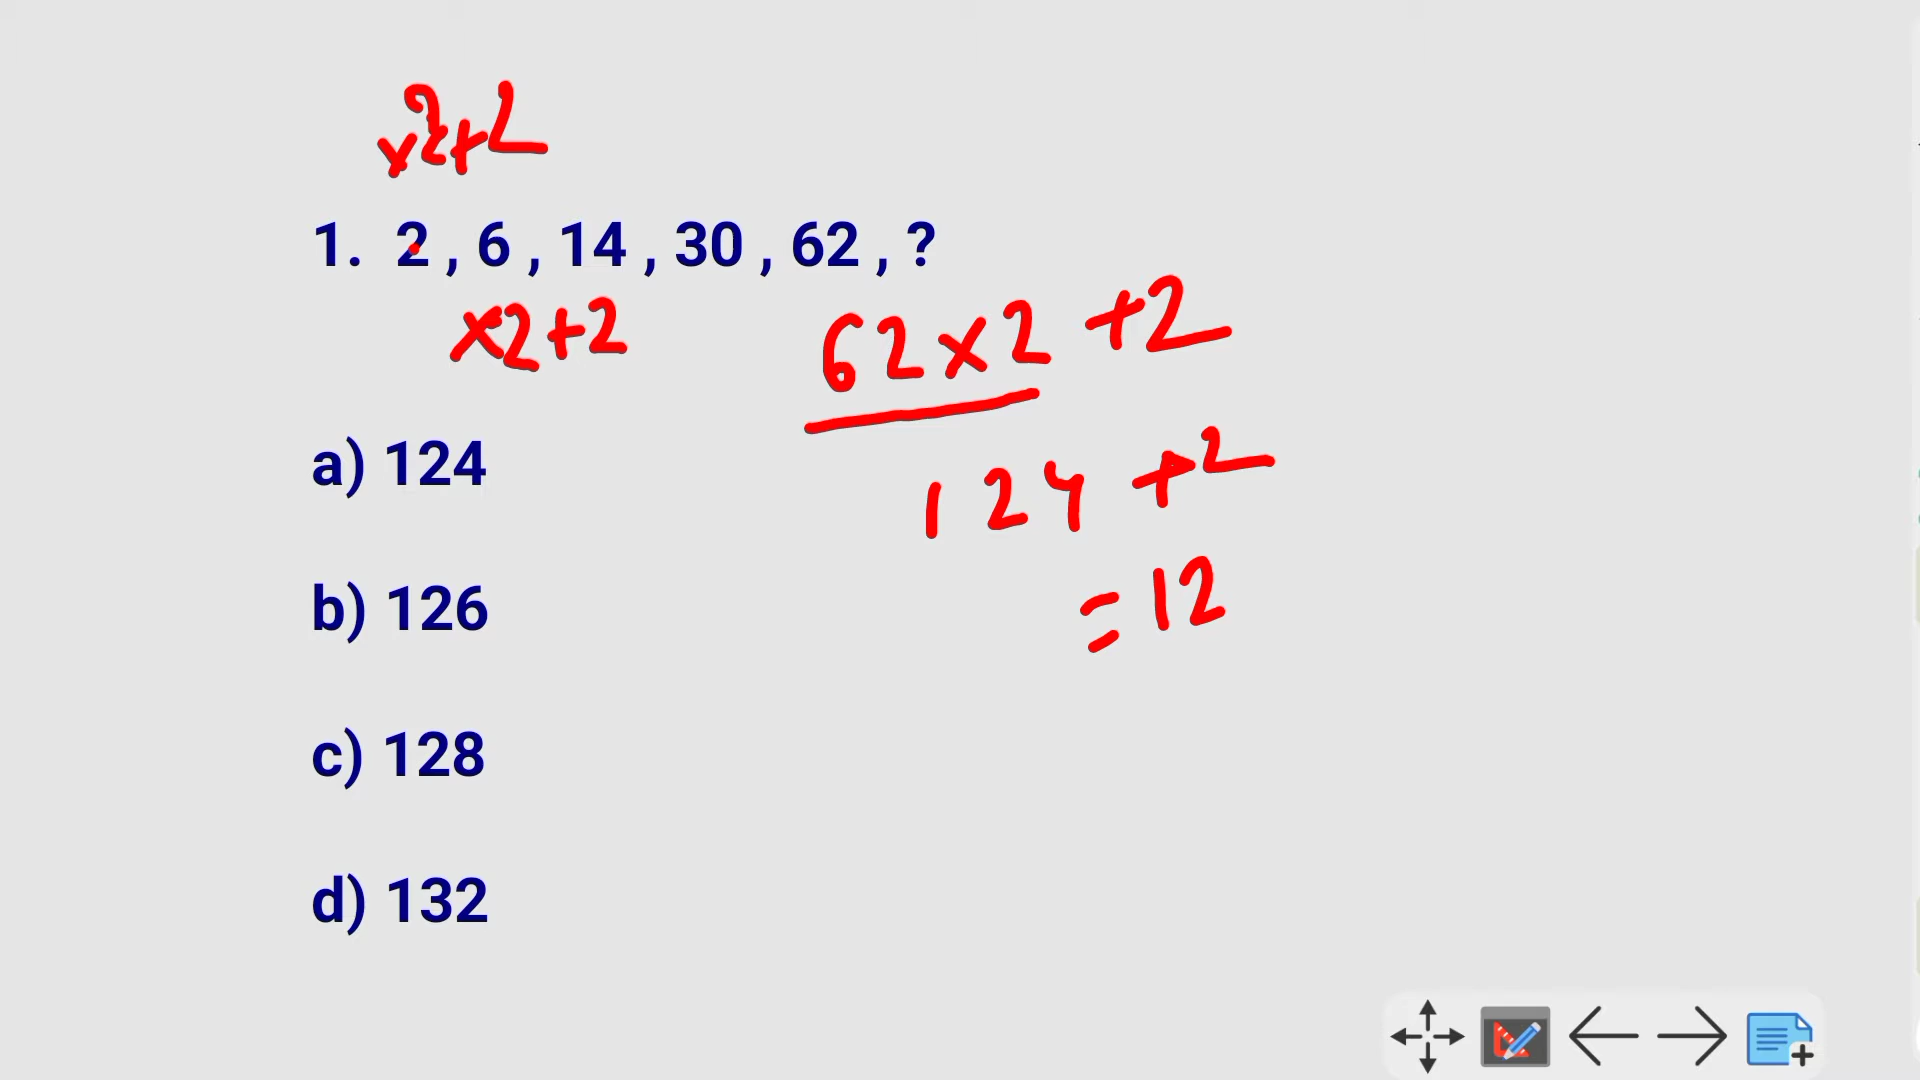 x2+2
1. 2 , 6 , 14 , 30 , 62 , ?
x2+2
62x2 +2
a) 124
124 +2
b) 126
=12
c) 128
d) 132